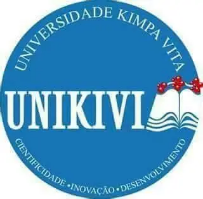 UNIVERSIDADE KIMPA VITA
UNIKIVI
CIENTIFICIDADE • INOVAÇÃO • DESENVOLVIMENTO